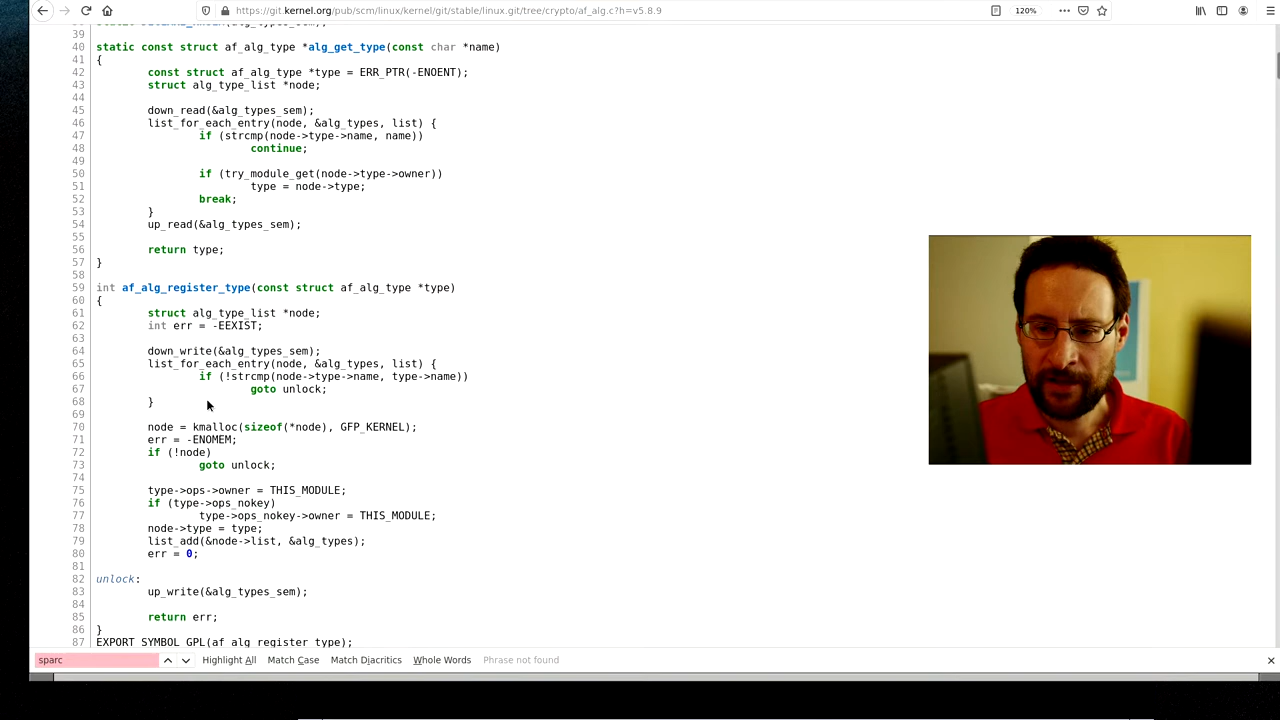 https://git.kernel.org/pub/scm/linux/kernel/git/stable/linux.git/tree/crypto/af_alg.c?h=v5.8.9
120%
39
40 static const struct af_alg_type *alg_get_type(const char *name)
41 {
42 const struct af_alg_type *type = ERR_PTR(-ENOENT);
43 struct alg_type_list *node;
44
45 down_read(&alg_types_sem);
46 list_for_each_entry(node, &alg_types, list) {
47 if (strcmp(node->type->name, name))
48 continue;
49
50 if (try_module_get(node->type->owner))
51 type = node->type;
52 break;
53 }
54 up_read(&alg_types_sem);
55
56 return type;
57 }
58
59 int af_alg_register_type(const struct af_alg_type *type)
60 {
61 struct alg_type_list *node;
62 int err = -EEXIST;
63
64 down_write(&alg_types_sem);
65 list_for_each_entry(node, &alg_types, list) {
66 if (!strcmp(node->type->name, type->name))
67 goto unlock;
68 }
69
70 node = kmalloc(sizeof(*node), GFP_KERNEL);
71 err = -ENOMEM;
72 if (!node)
73 goto unlock;
74
75 type->ops->owner = THIS_MODULE;
76 if (type->ops_nokey)
77 type->ops_nokey->owner = THIS_MODULE;
78 node->type = type;
79 list_add(&node->list, &alg_types);
80 err = 0;
81
82 unlock:
83 up_write(&alg_types_sem);
84
85 return err;
86 }
87 EXPORT_SYMBOL_GPL(af_alg_register_type);
sparc Highlight All Match Case Match Diacritics Whole Words Phrase not found